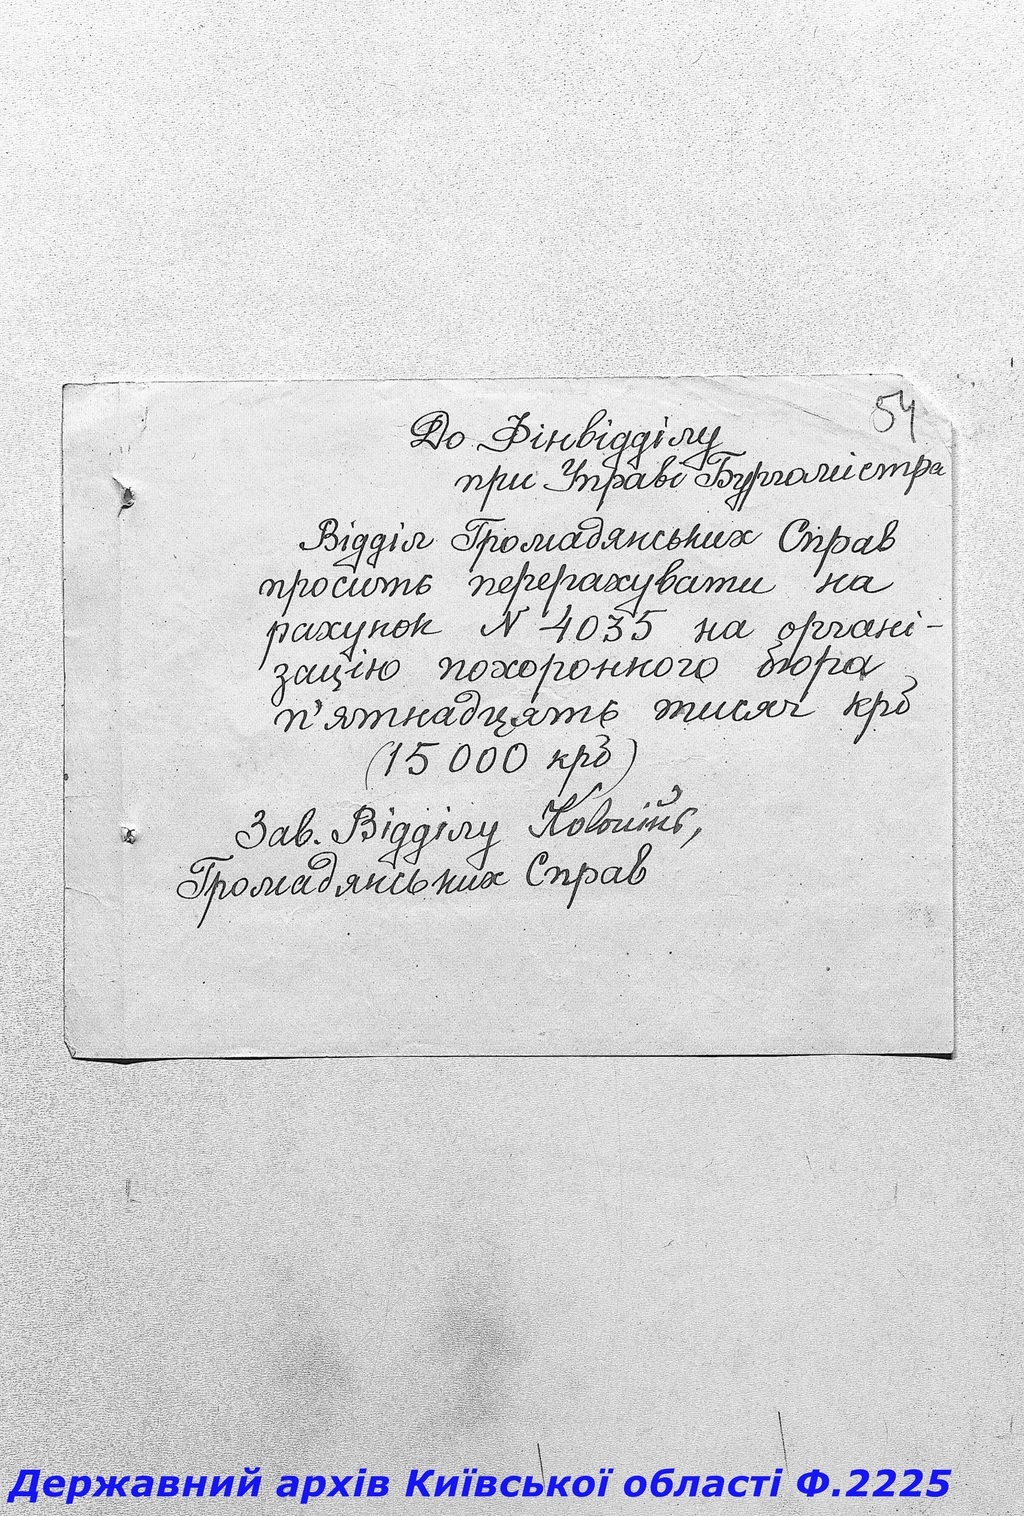 54
До Фінвідділу
при Управі Бургомістра
Відділ Громадянських Справ
просить перерахувати на
рахунок N 4035 на органі-
зацію похоронного бюра
п'ятнадцять тисяч крб
(15 000 крб)
Зав. Відділу
Громадянських Справ
Державний архів Київської області Ф.2225